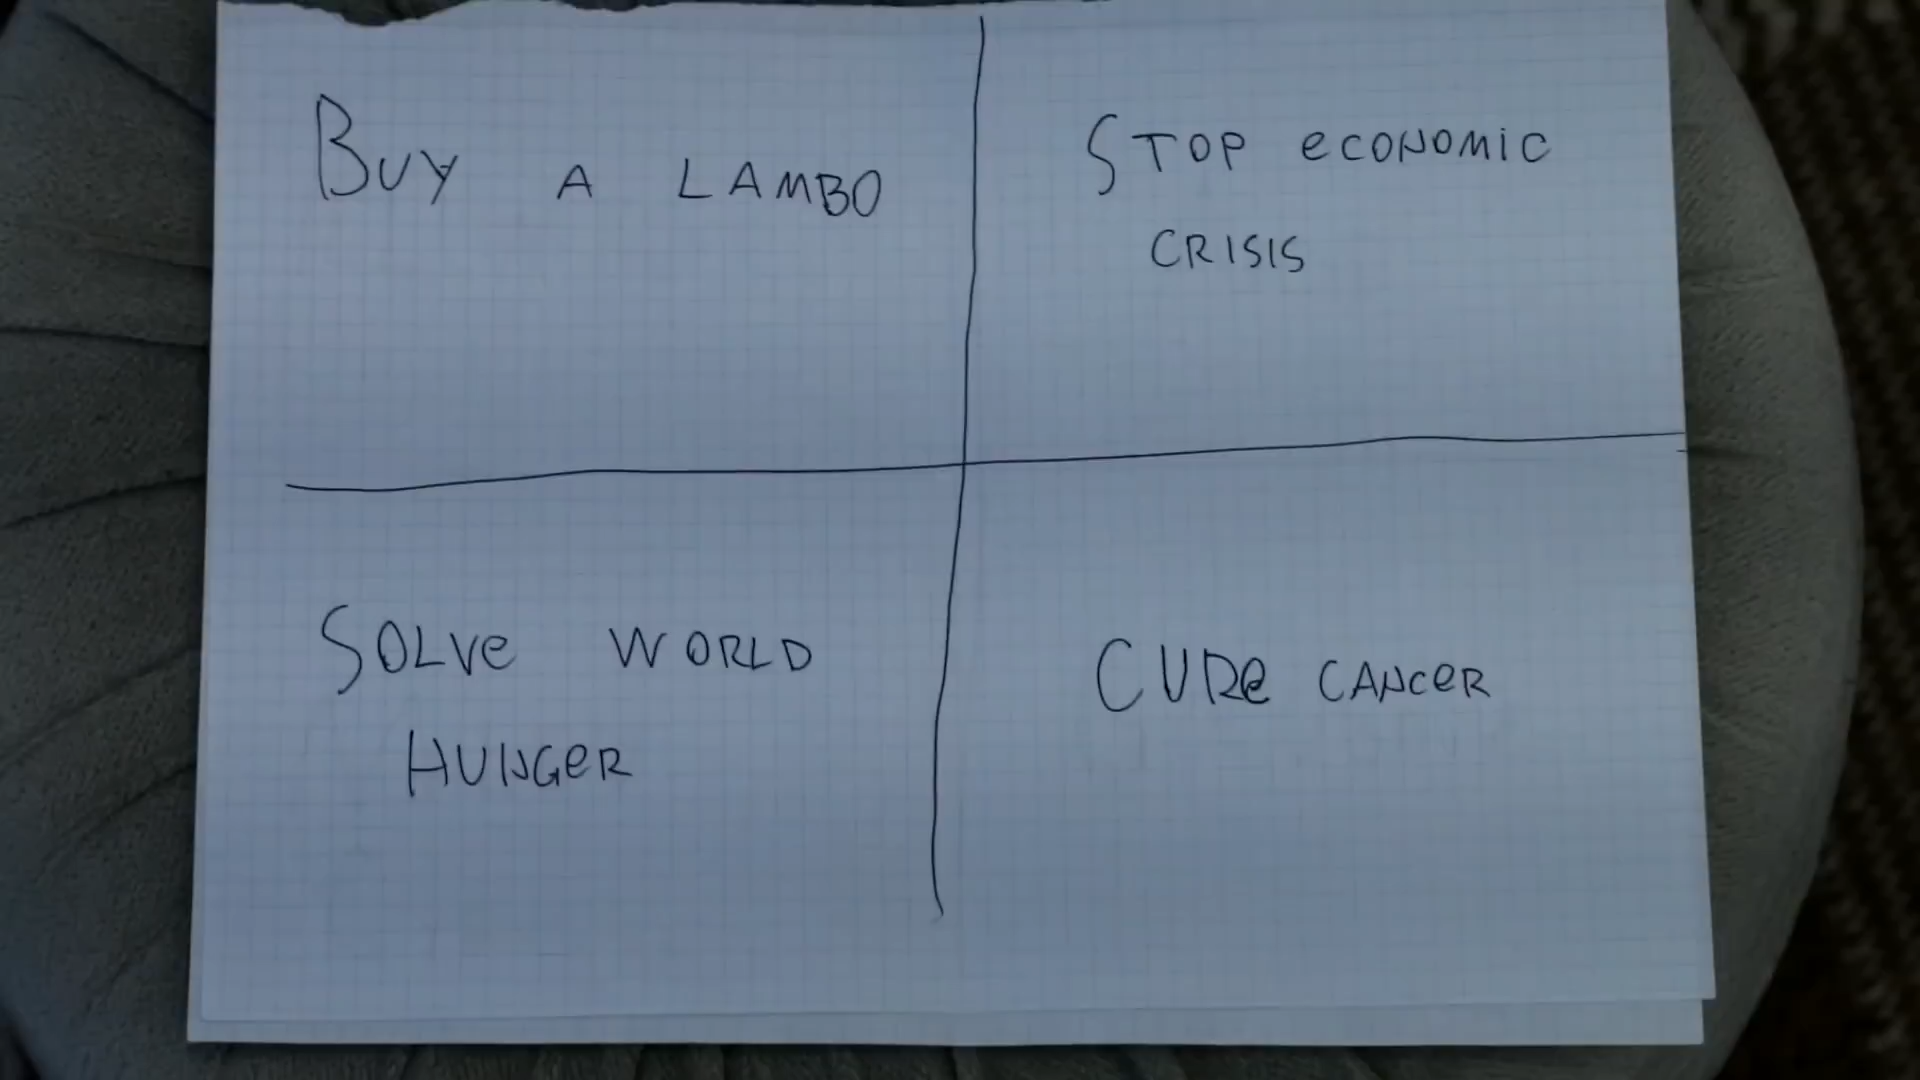 BUY A LAMBO
STOP eCONOMIC
CRISIS
SOLVe WORLD
HUNGeR
CURe CANCeR